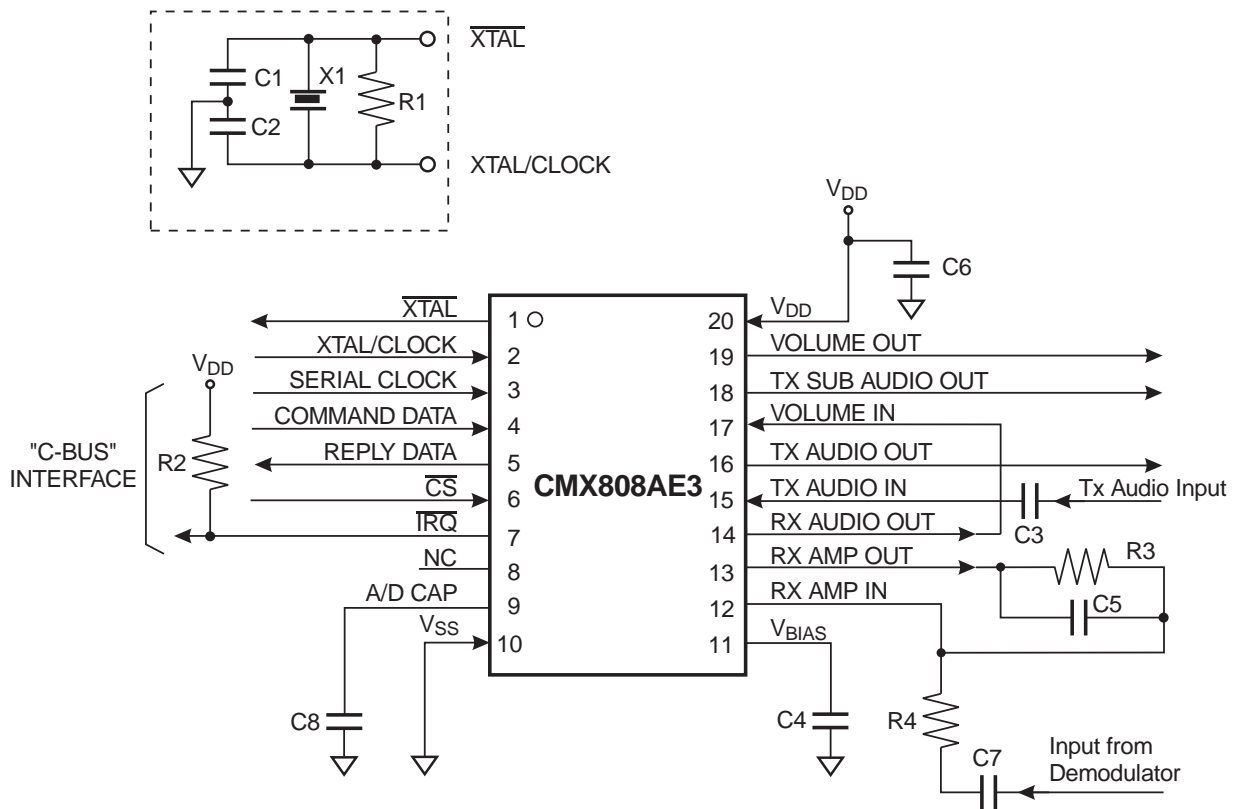 XTAL
C1
X1
R1
C2
XTAL/CLOCK
VDD
C6
XTAL
1
20
VDD
XTAL/CLOCK
2
19
VOLUME OUT
VDD
SERIAL CLOCK
3
18
TX SUB AUDIO OUT
COMMAND DATA
4
17
VOLUME IN
"C-BUS"
INTERFACE
R2
REPLY DATA
5
16
TX AUDIO OUT
CMX808AE3
CS
6
15
TX AUDIO IN
C3
Tx Audio Input
IRQ
7
14
RX AUDIO OUT
NC
8
13
RX AMP OUT
R3
C5
A/D CAP
9
12
RX AMP IN
VSS
10
11
VBIAS
C8
C4
R4
C7
Input from
Demodulator